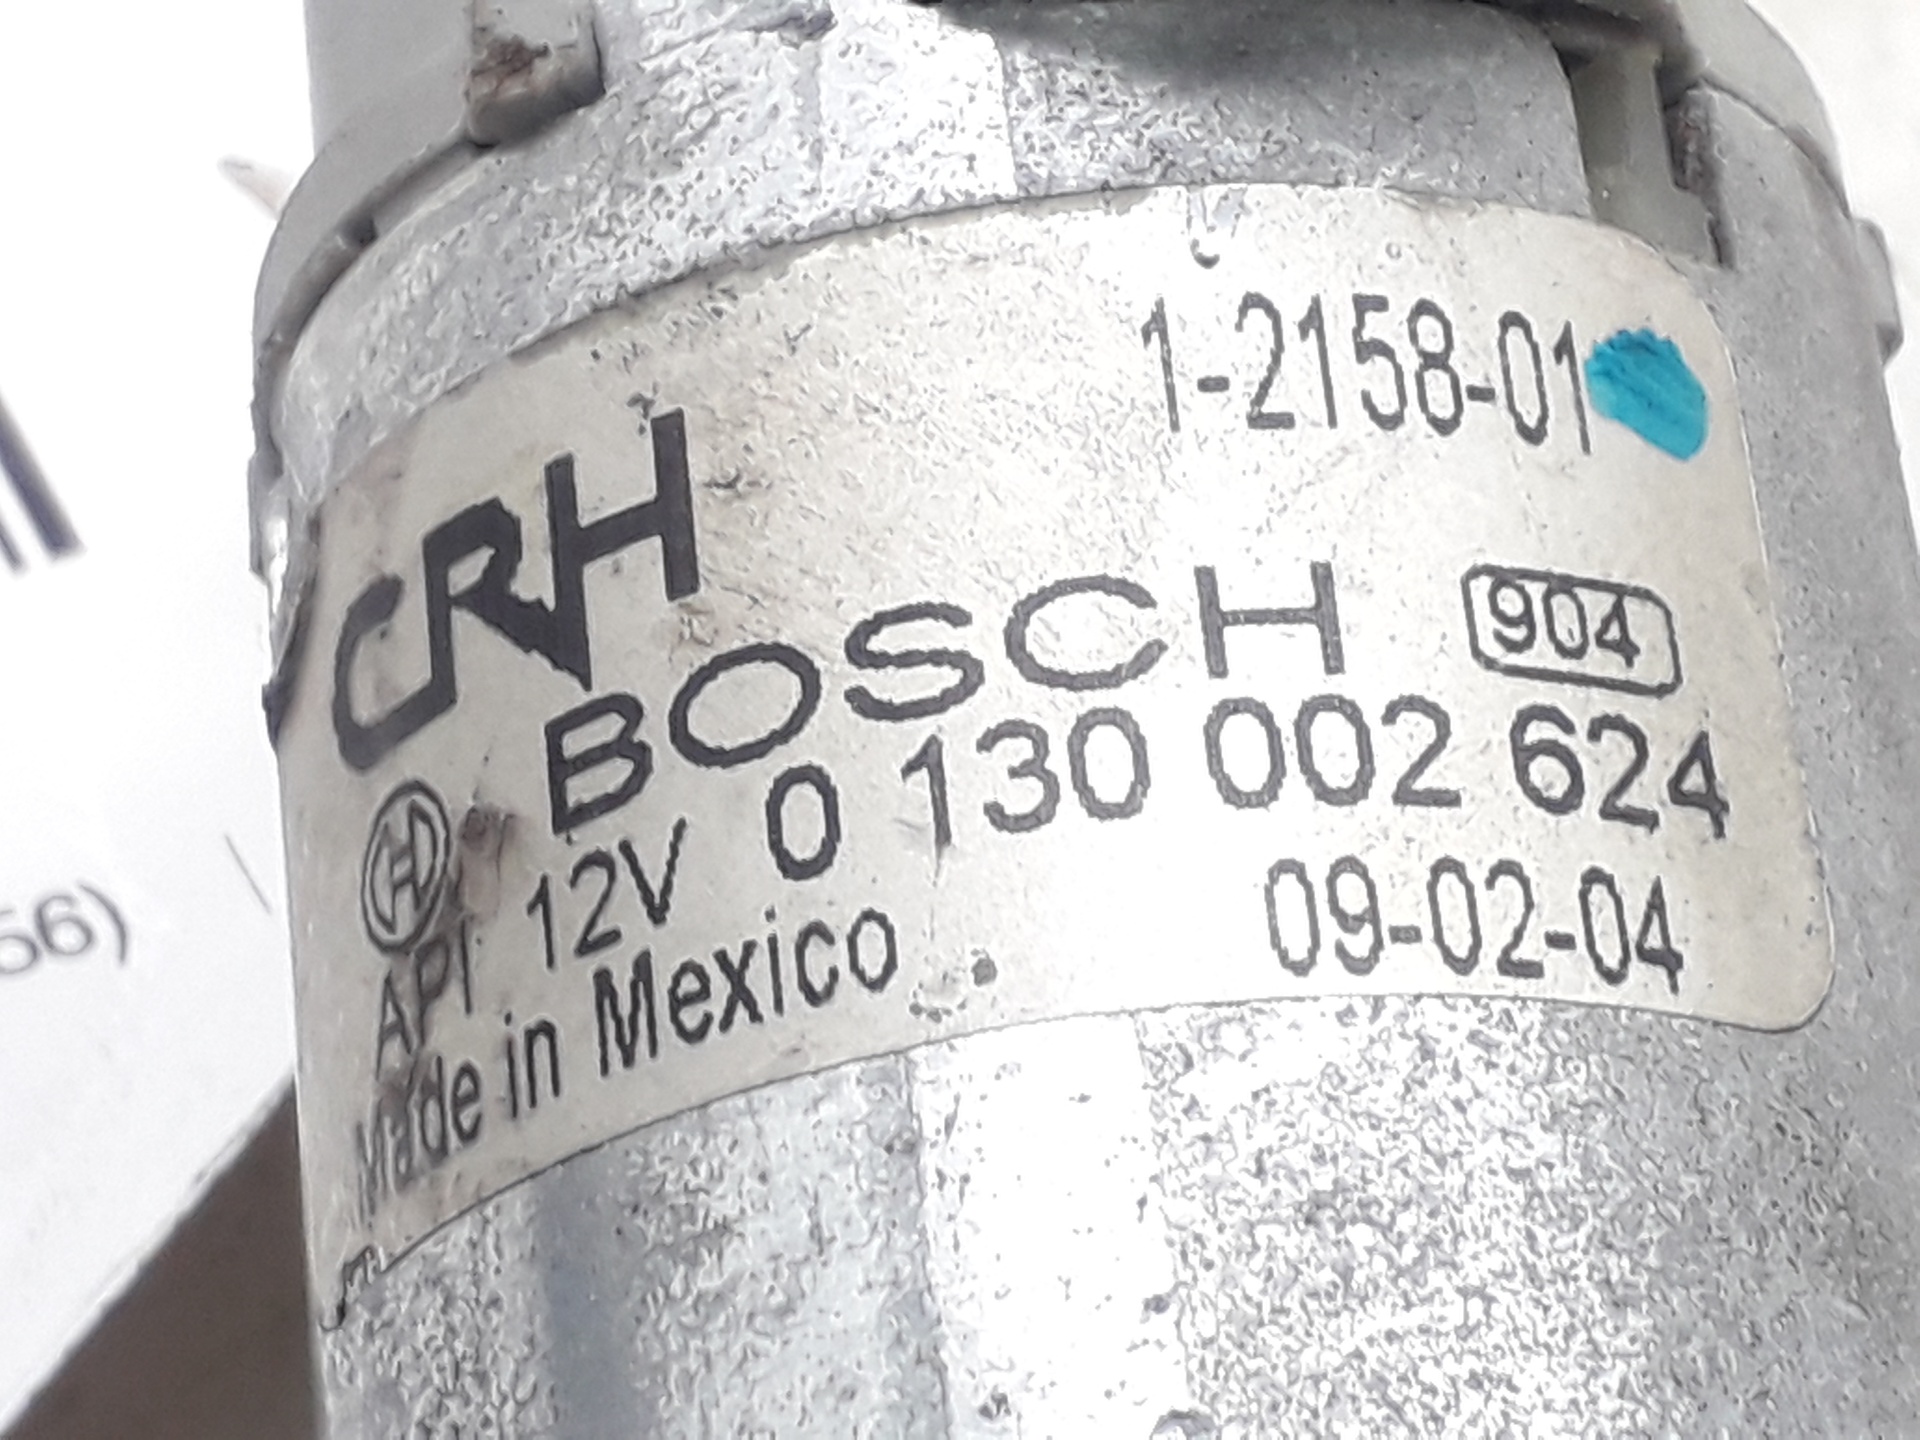 1-2158-01
CRH
BOSCH 904
12V 0 130 002 624
API 09-02-04
Made in Mexico
66)